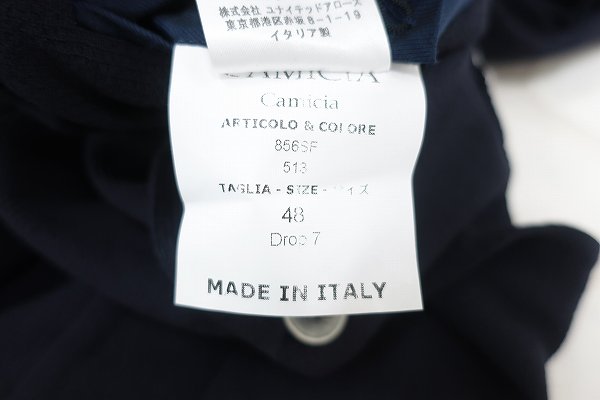 株式会社 ユナイテッドアローズ
東京都港区赤坂8-1-19
イタリア製
CAMICIA
Camicia
ARTICOLO & COLORE
856SF
513
TAGLIA - SIZE - サイズ
48
Drop 7
MADE IN ITALY